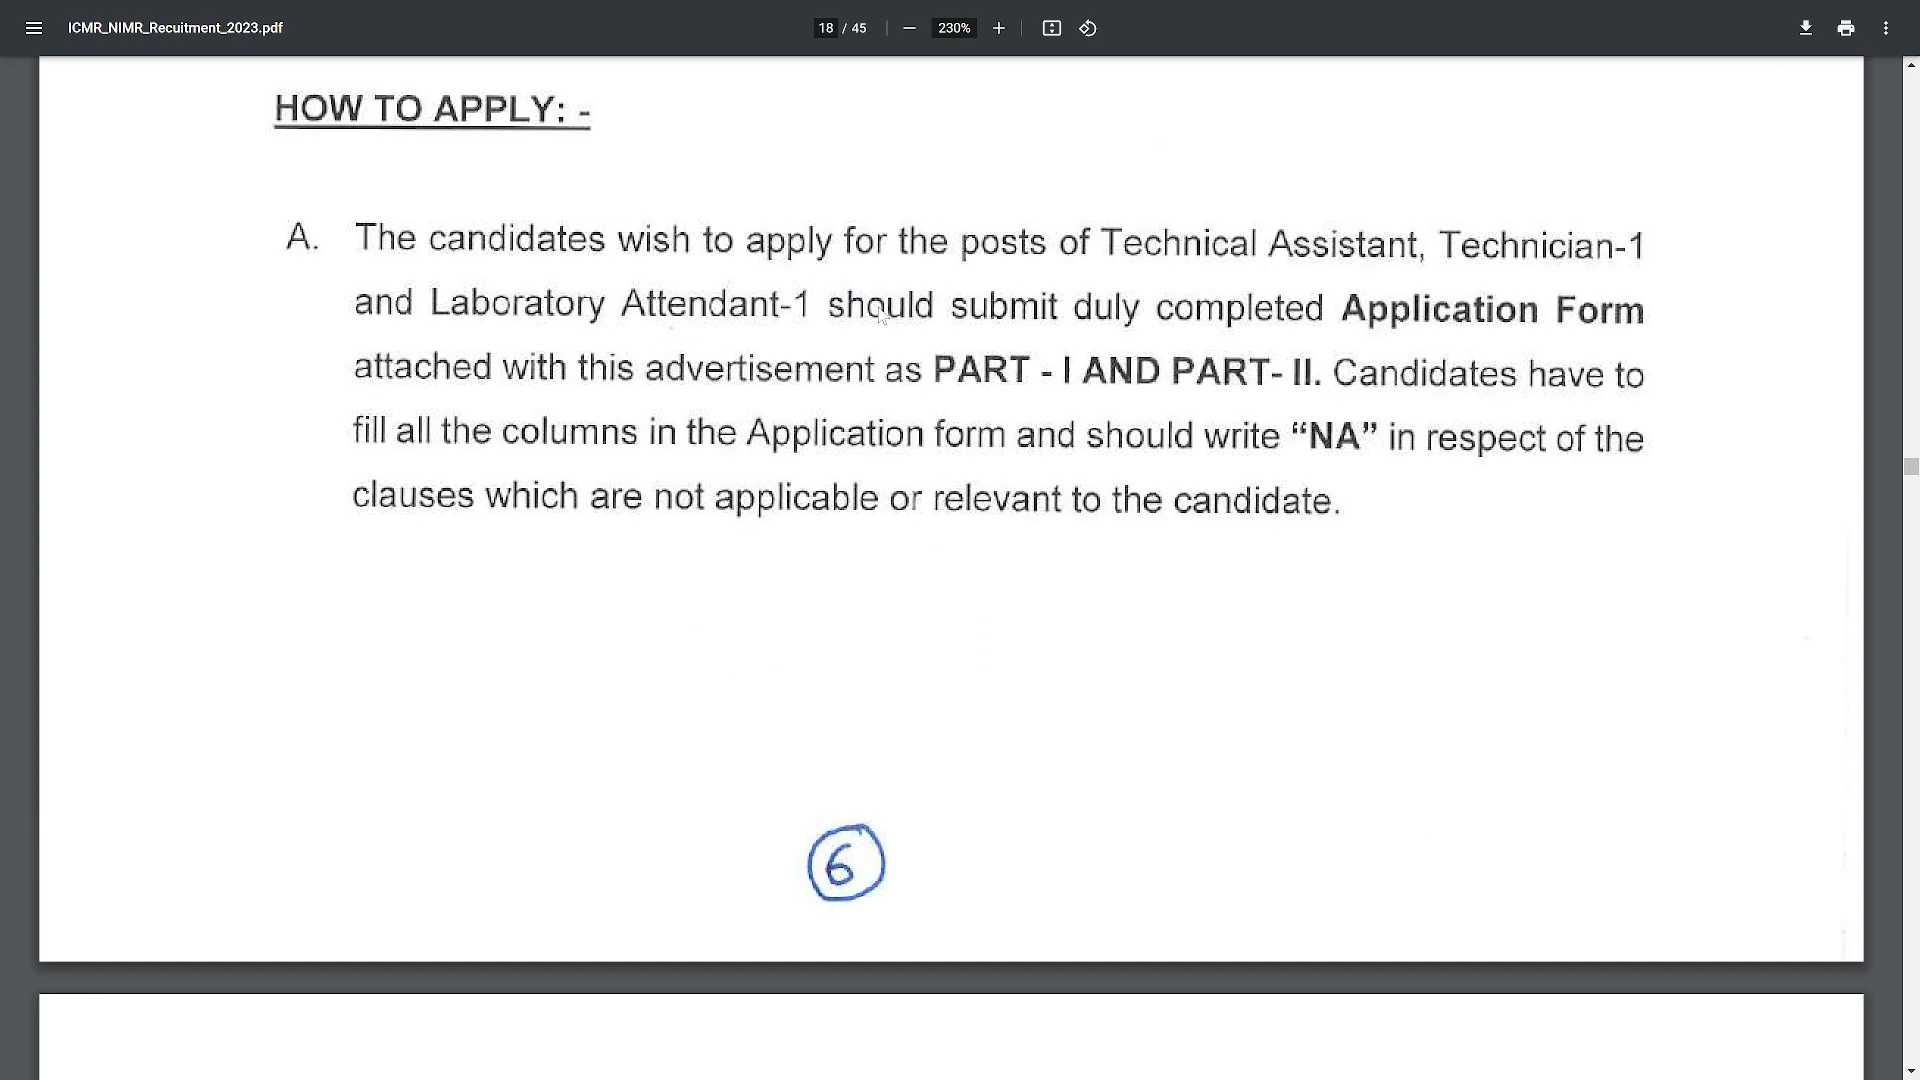 ICMR_NIMR_Recuitment_2023.pdf
18 / 45
230%
HOW TO APPLY: -
A. The candidates wish to apply for the posts of Technical Assistant, Technician-1
and Laboratory Attendant-1 should submit duly completed Application Form
attached with this advertisement as PART - I AND PART- II. Candidates have to
fill all the columns in the Application form and should write “NA” in respect of the
clauses which are not applicable or relevant to the candidate.
6